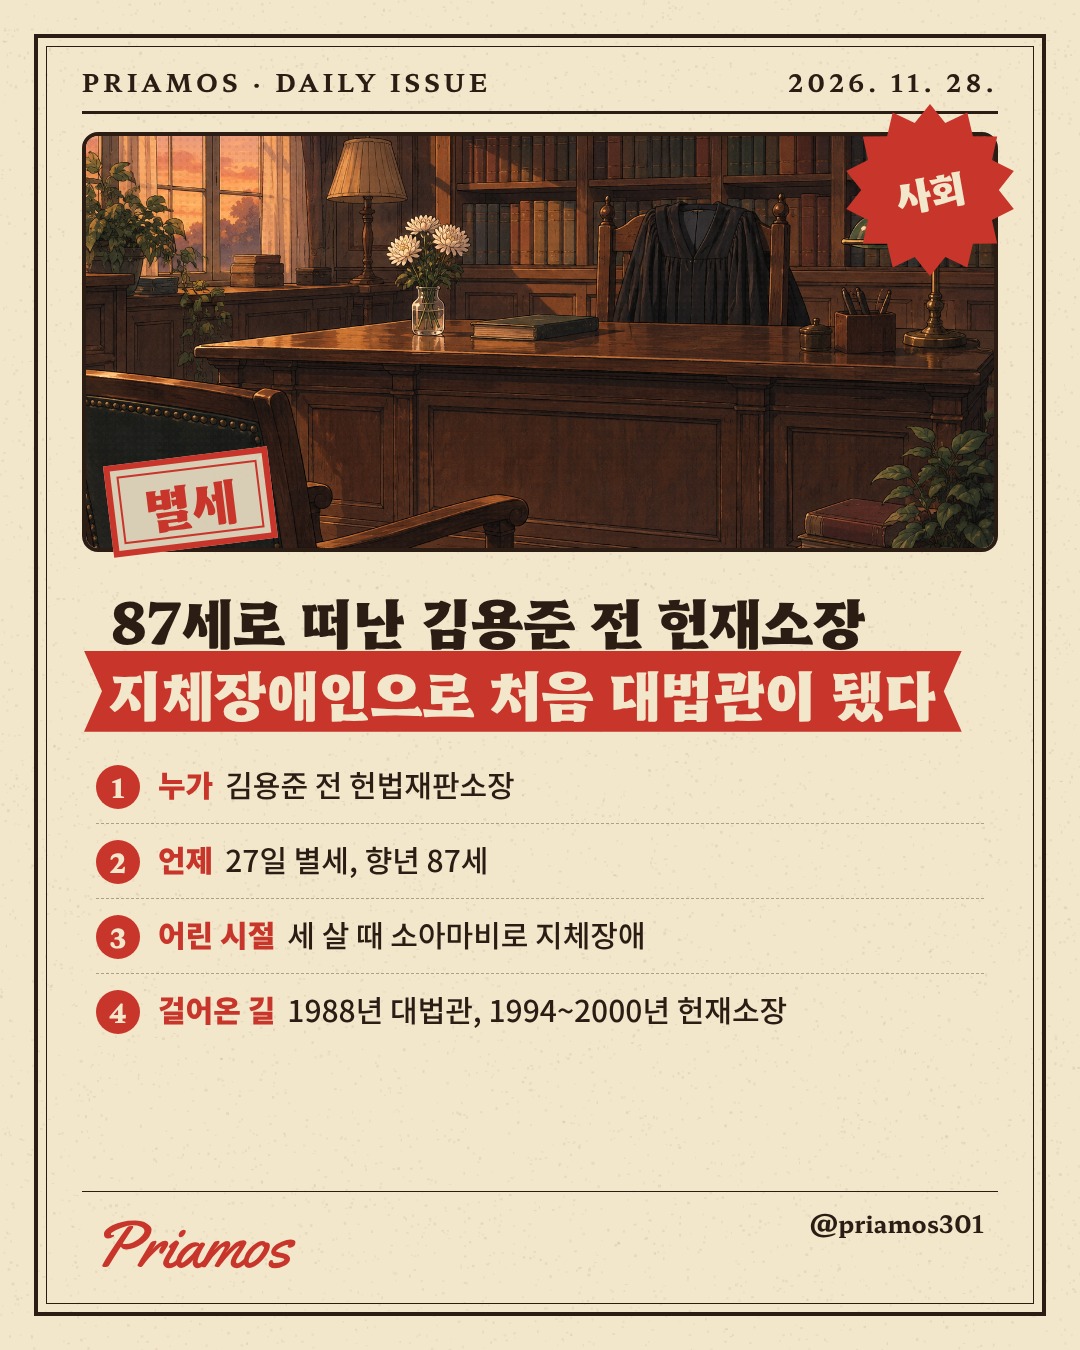 PRIAMOS · DAILY ISSUE
2026. 11. 28.
사회
별세
87세로 떠난 김용준 전 헌재소장
지체장애인으로 처음 대법관이 됐다
1 누가 김용준 전 헌법재판소장
2 언제 27일 별세, 향년 87세
3 어린 시절 세 살 때 소아마비로 지체장애
4 걸어온 길 1988년 대법관, 1994~2000년 헌재소장
Priamos
@priamos301